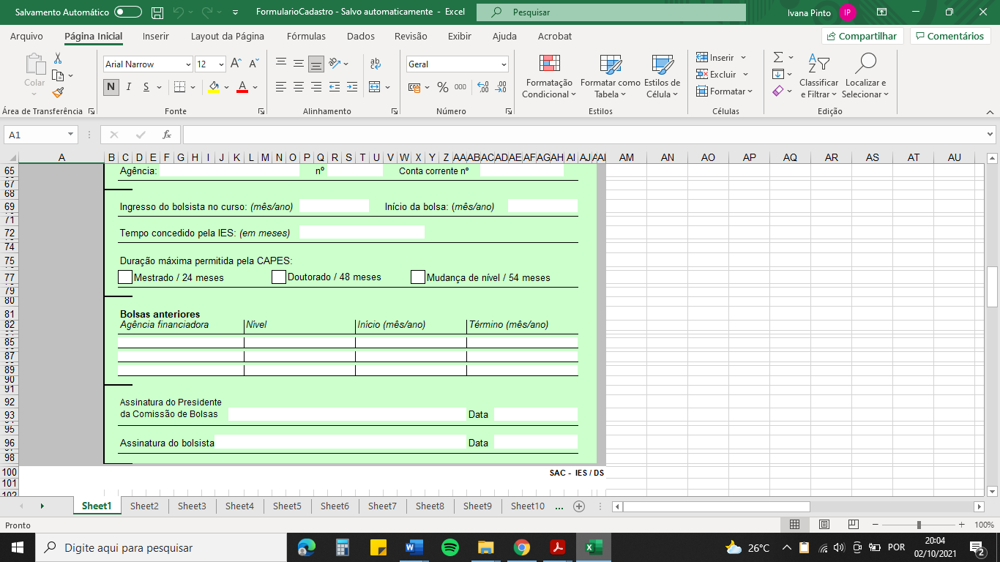 Salvamento Automático FormularioCadastro - Salvo automaticamente - Excel Pesquisar Ivana Pinto IP
Arquivo Página Inicial Inserir Layout da Página Fórmulas Dados Revisão Exibir Ajuda Acrobat Compartilhar Comentários
Colar
Área de Transferência
Arial Narrow 12
N I S
Fonte
Alinhamento
Geral
% 000
Número
Formatação Condicional
Formatar como Tabela
Estilos de Célula
Estilos
Inserir
Excluir
Formatar
Células
Classificar e Filtrar
Localizar e Selecionar
Edição
A1 fx
A B C D E F G H I J K L M N O P Q R S T U V W X Y Z AA AB AC AD AE AF AG AH AI AJ AM AN AO AP AQ AR AS AT AU
65 Agência: nº Conta corrente nº
67
68
69 Ingresso do bolsista no curso: (mês/ano) Início da bolsa: (mês/ano)
71
72 Tempo concedido pela IES: (em meses)
74
75 Duração máxima permitida pela CAPES:
77 Mestrado / 24 meses Doutorado / 48 meses Mudança de nível / 54 meses
79
80
81 Bolsas anteriores
82 Agência financiadora Nível Início (mês/ano) Término (mês/ano)
85
87
89
90
91
92 Assinatura do Presidente
93 da Comissão de Bolsas Data
95
96 Assinatura do bolsista Data
98
100 SAC - IES / DS
101
102
Sheet1 Sheet2 Sheet3 Sheet4 Sheet5 Sheet6 Sheet7 Sheet8 Sheet9 Sheet10 ...
Pronto 100%
Digite aqui para pesquisar 26°C POR 20:04
02/10/2021 2